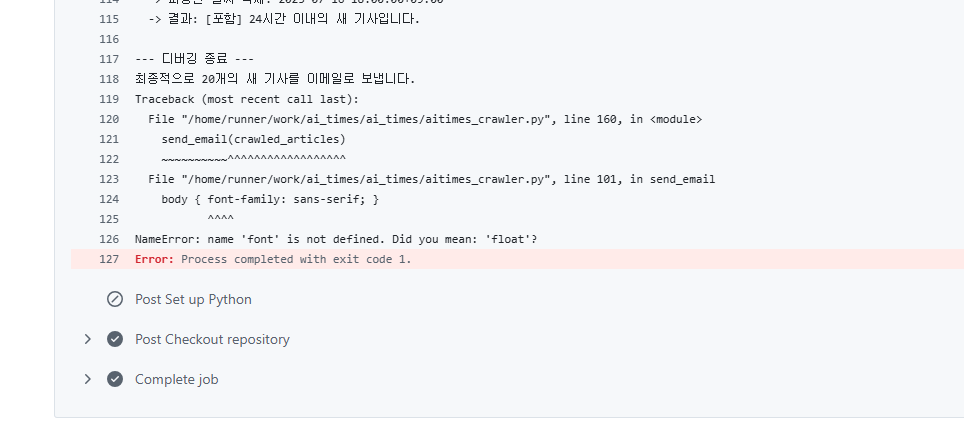 115 -> 결과: [포함] 24시간 이내의 새 기사입니다.
116
117 --- 디버깅 종료 ---
118 최종적으로 20개의 새 기사를 이메일로 보냅니다.
119 Traceback (most recent call last):
120 File "/home/runner/work/ai_times/ai_times/aitimes_crawler.py", line 160, in <module>
121 send_email(crawled_articles)
122 ~~~~~~~~~~^^^^^^^^^^^^^^^^^^
123 File "/home/runner/work/ai_times/ai_times/aitimes_crawler.py", line 101, in send_email
124 body { font-family: sans-serif; }
125 ^^^^
126 NameError: name 'font' is not defined. Did you mean: 'float'?
127 Error: Process completed with exit code 1.
Post Set up Python
Post Checkout repository
Complete job